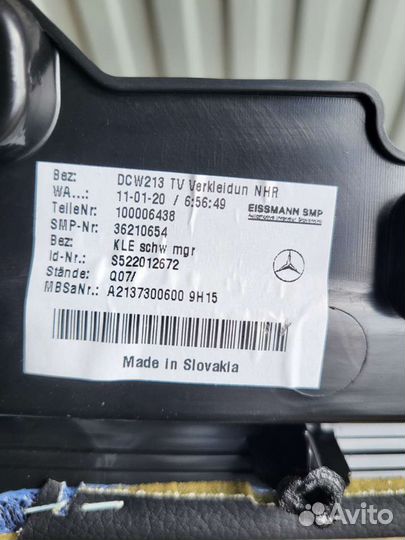 Bez: DCW213 TV Verkleidun NHR
WA...: 11-01-20 / 6:56:49
TeileNr: 100006438
SMP-Nr: 36210654
Bez: KLE schw mgr
Id-Nr.: S522012672
Stände: Q07/
MBSaNr.: A2137300600 9H15
EISSMANN SMP
Made in Slovakia
Avito